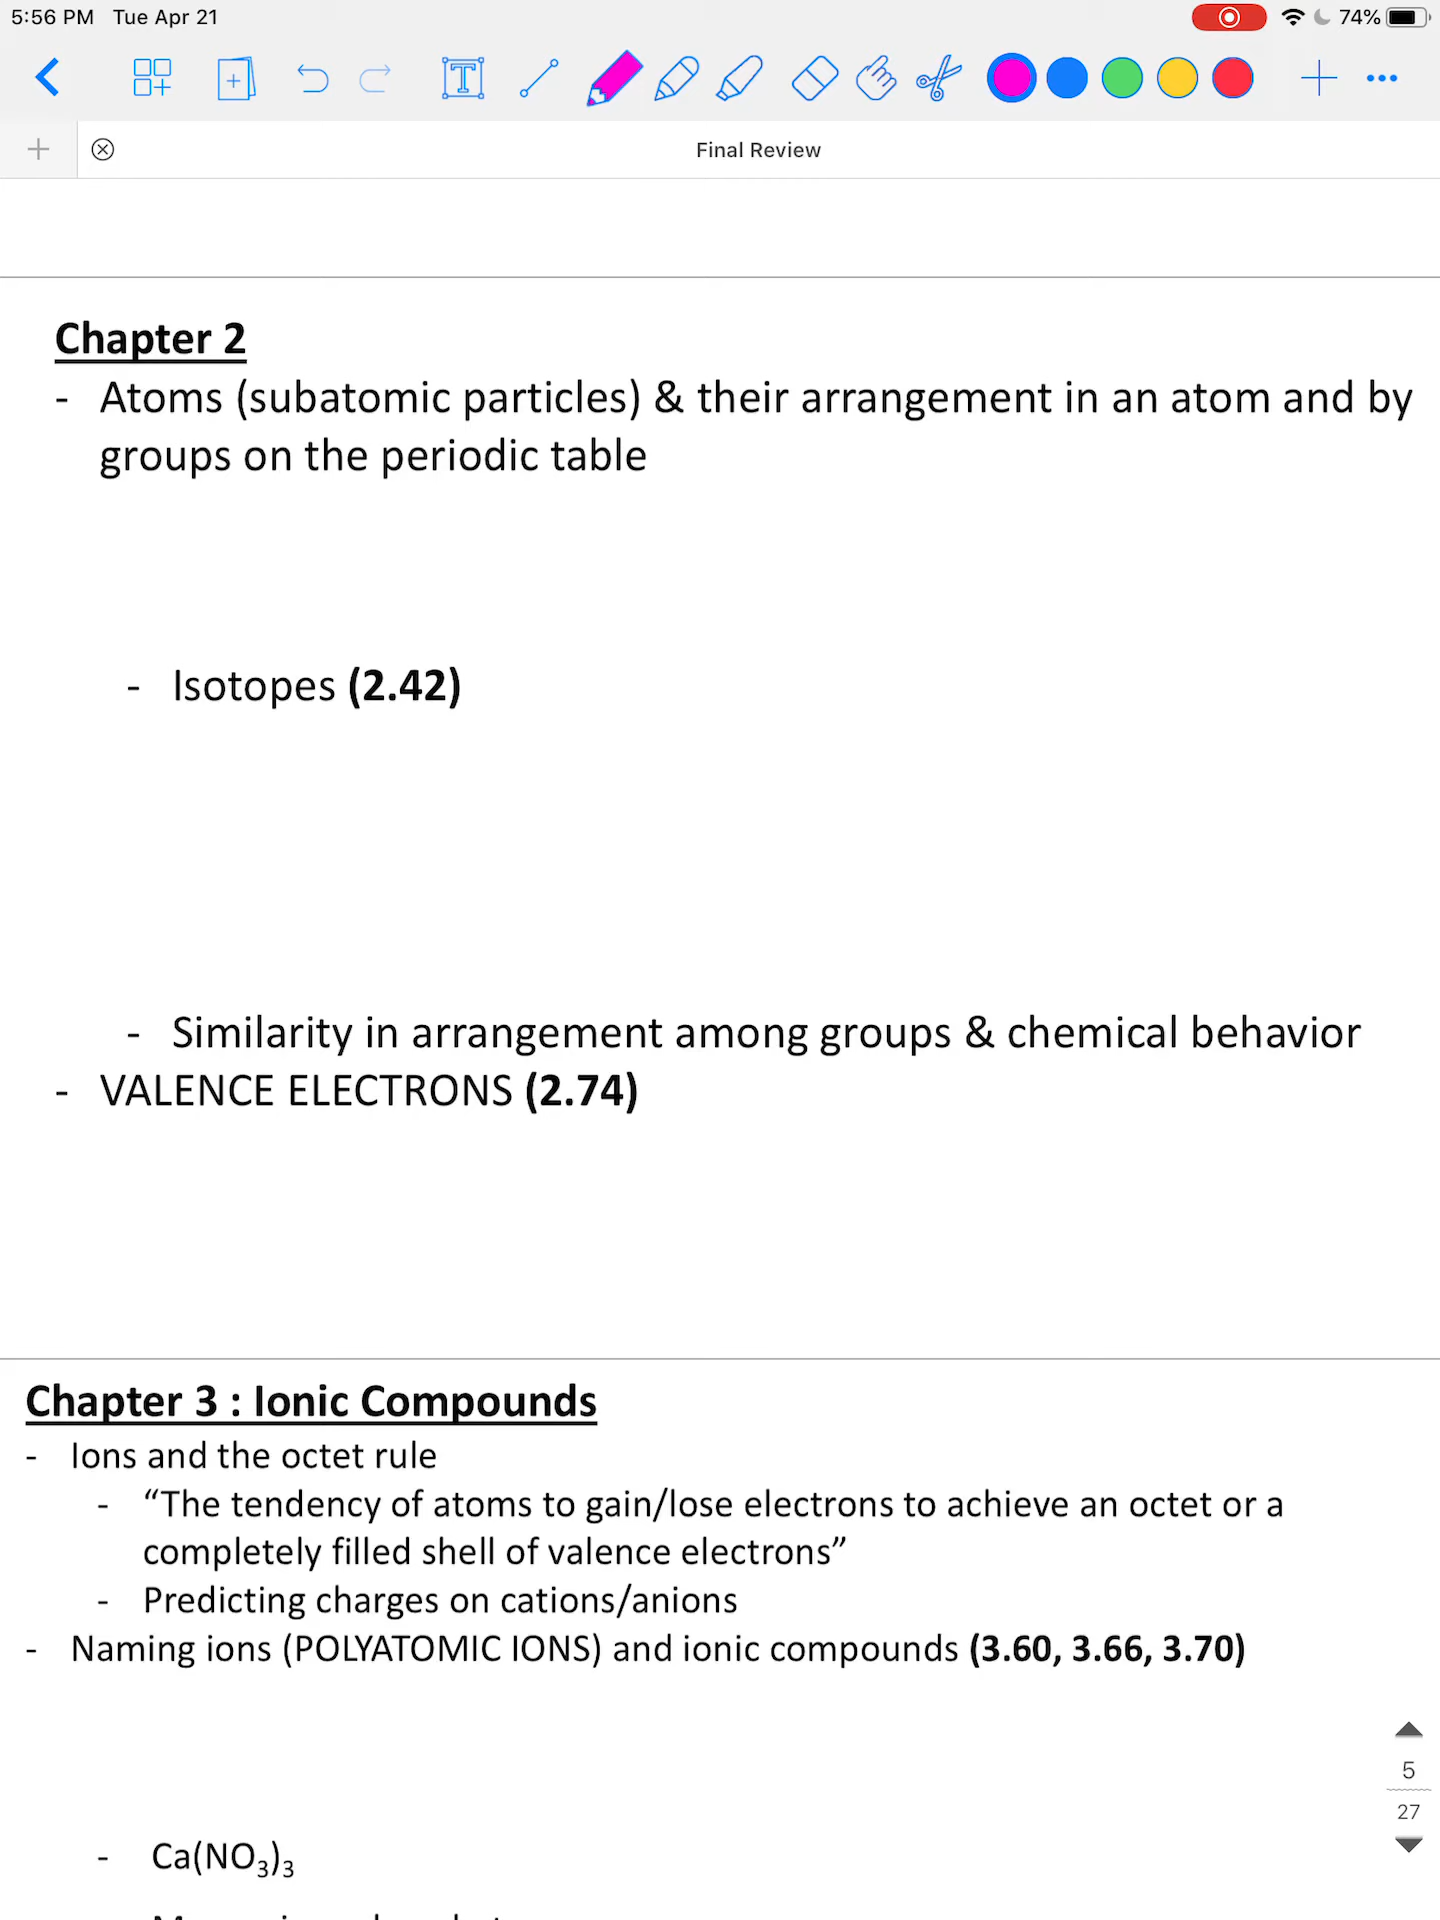 5:56 PM Tue Apr 21
74%
Final Review
Chapter 2
- Atoms (subatomic particles) & their arrangement in an atom and by
groups on the periodic table
- Isotopes (2.42)
- Similarity in arrangement among groups & chemical behavior
- VALENCE ELECTRONS (2.74)
Chapter 3 : Ionic Compounds
- Ions and the octet rule
- “The tendency of atoms to gain/lose electrons to achieve an octet or a
completely filled shell of valence electrons”
- Predicting charges on cations/anions
- Naming ions (POLYATOMIC IONS) and ionic compounds (3.60, 3.66, 3.70)
5
27
- Ca(NO₃)₃